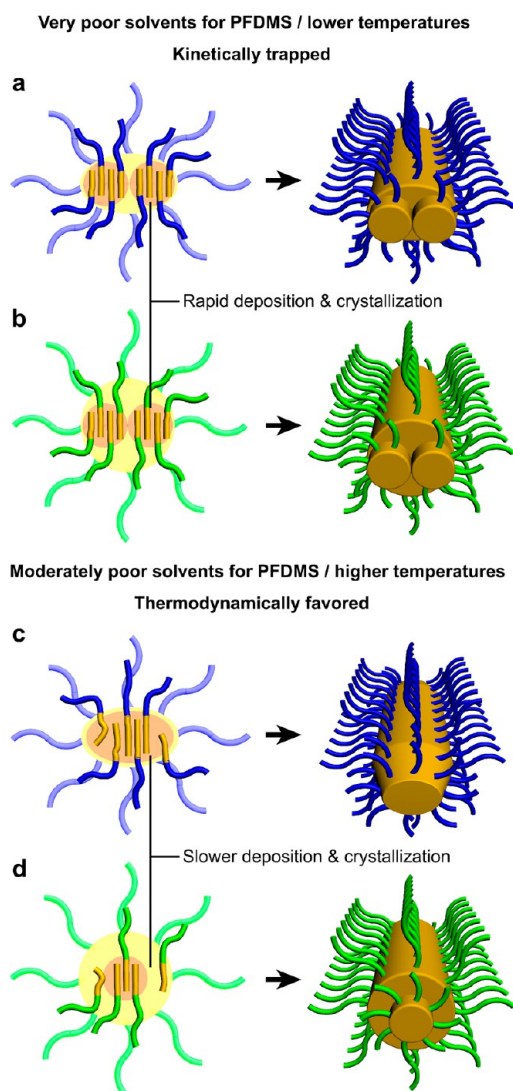 Very poor solvents for PFDMS / lower temperatures
Kinetically trapped
a
Rapid deposition & crystallization
b
Moderately poor solvents for PFDMS / higher temperatures
Thermodynamically favored
c
Slower deposition & crystallization
d